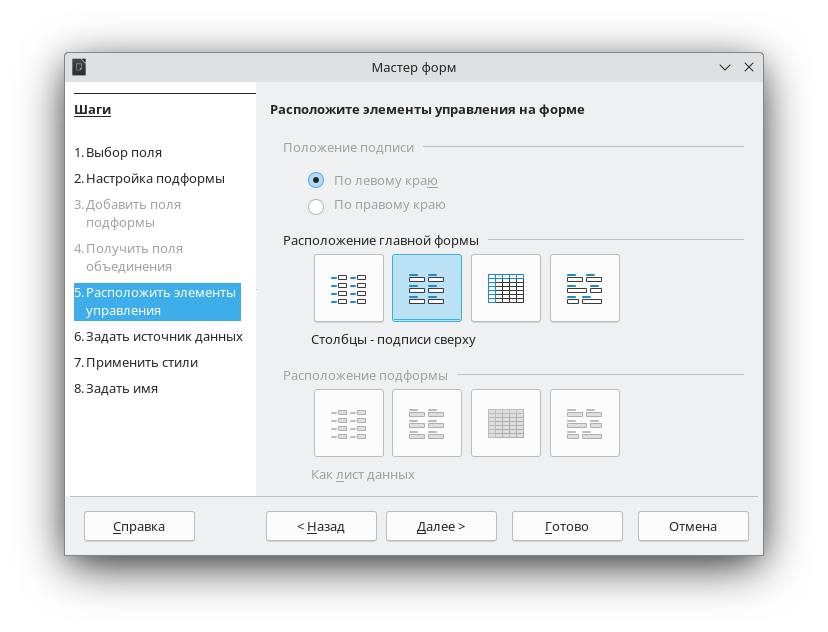 Мастер форм
Шаги
1. Выбор поля
2. Настройка подформы
3. Добавить поля
подформы
4. Получить поля
объединения
5. Расположить элементы
управления
6. Задать источник данных
7. Применить стили
8. Задать имя
Расположите элементы управления на форме
Положение подписи
По левому краю
По правому краю
Расположение главной формы
Столбцы - подписи сверху
Расположение подформы
Как лист данных
Справка
< Назад
Далее >
Готово
Отмена